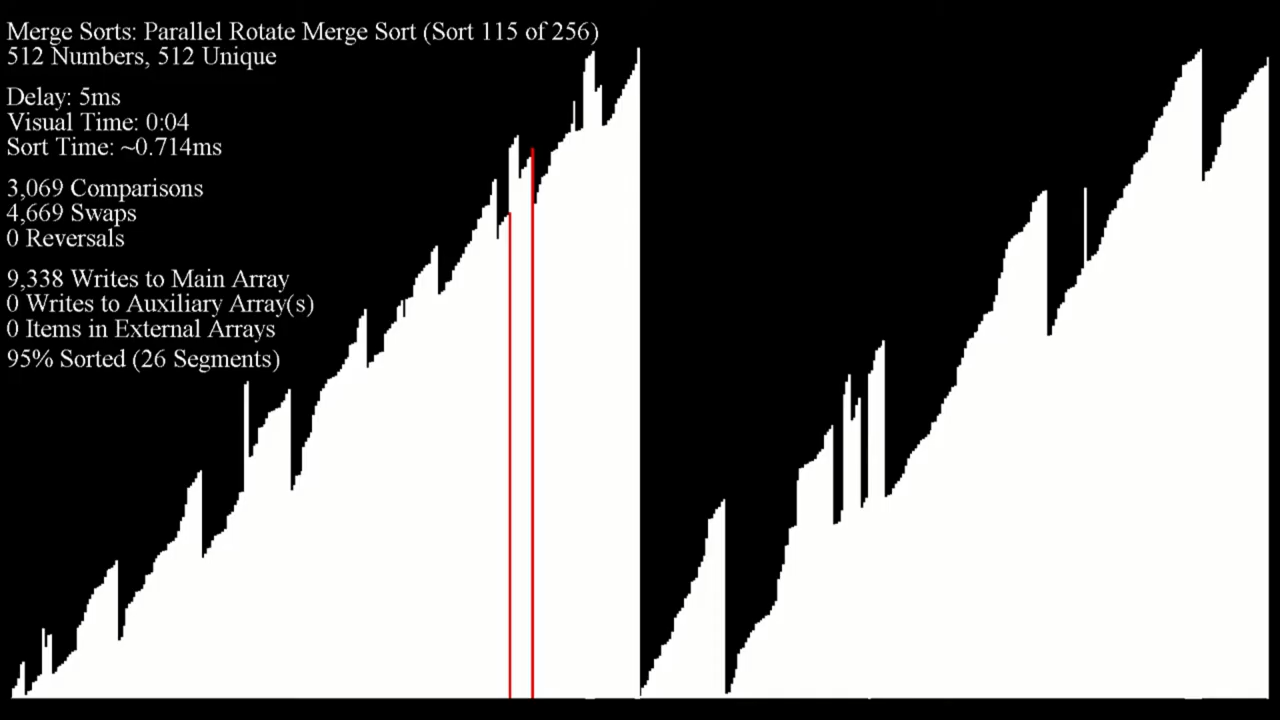 Merge Sorts: Parallel Rotate Merge Sort (Sort 115 of 256)
512 Numbers, 512 Unique
Delay: 5ms
Visual Time: 0:04
Sort Time: ~0.714ms
3,069 Comparisons
4,669 Swaps
0 Reversals
9,338 Writes to Main Array
0 Writes to Auxiliary Array(s)
0 Items in External Arrays
95% Sorted (26 Segments)